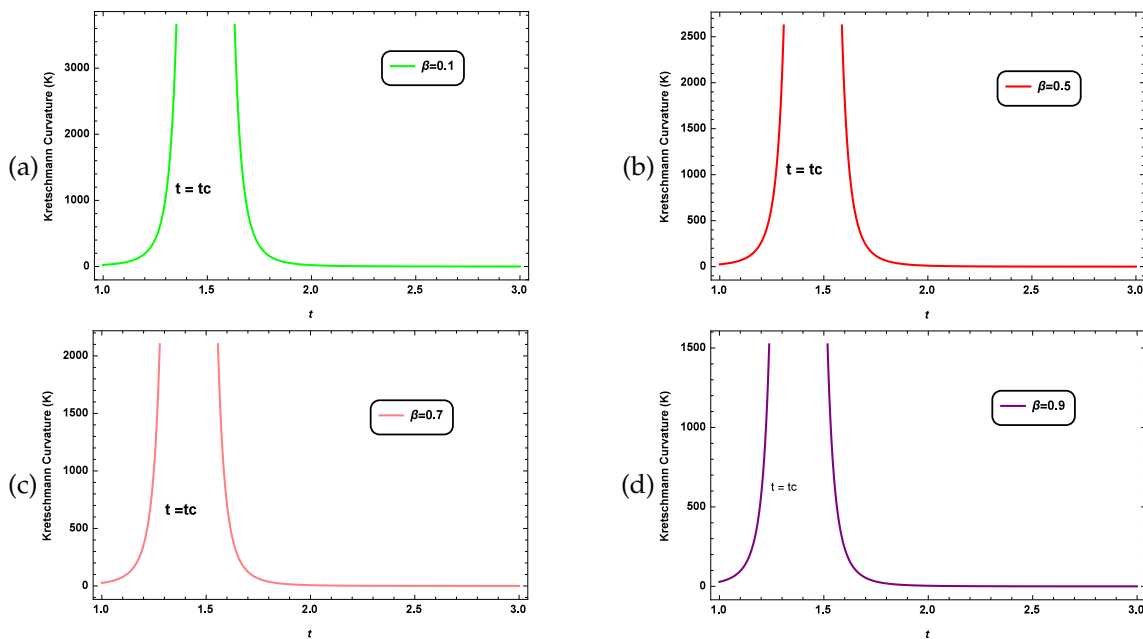 (a)
Kretschmann Curvature (K)
3000
2000
1000
0
β=0.1
t = tc
1.0 1.5 2.0 2.5 3.0
t
(b)
Kretschmann Curvature (K)
2500
2000
1500
1000
500
0
β=0.5
t = tc
1.0 1.5 2.0 2.5 3.0
t
(c)
Kretschmann Curvature (K)
2000
1500
1000
500
0
β=0.7
t =tc
1.0 1.5 2.0 2.5 3.0
t
(d)
Kretschmann Curvature (K)
1500
1000
500
0
β=0.9
t = tc
1.0 1.5 2.0 2.5 3.0
t